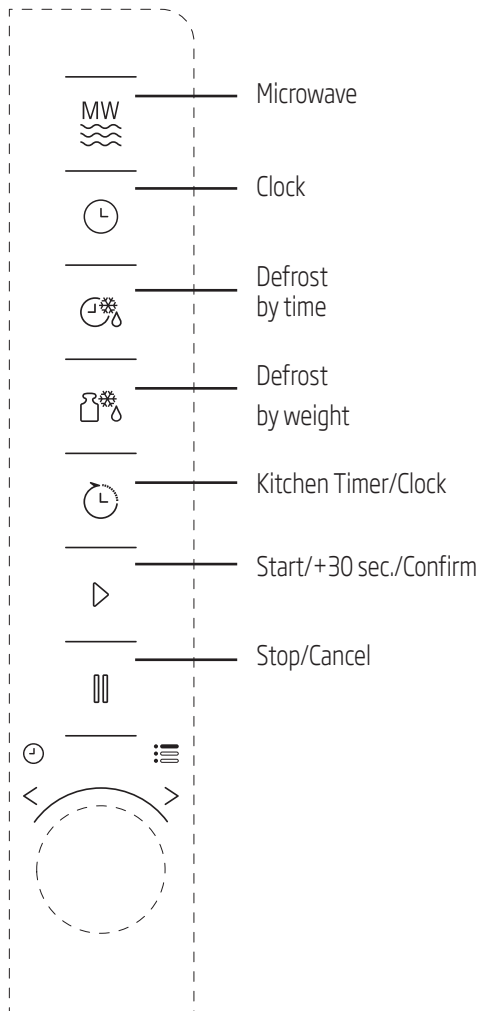 MW
Microwave
Clock
Defrost
by time
Defrost
by weight
Kitchen Timer/Clock
Start/+30 sec./Confirm
Stop/Cancel